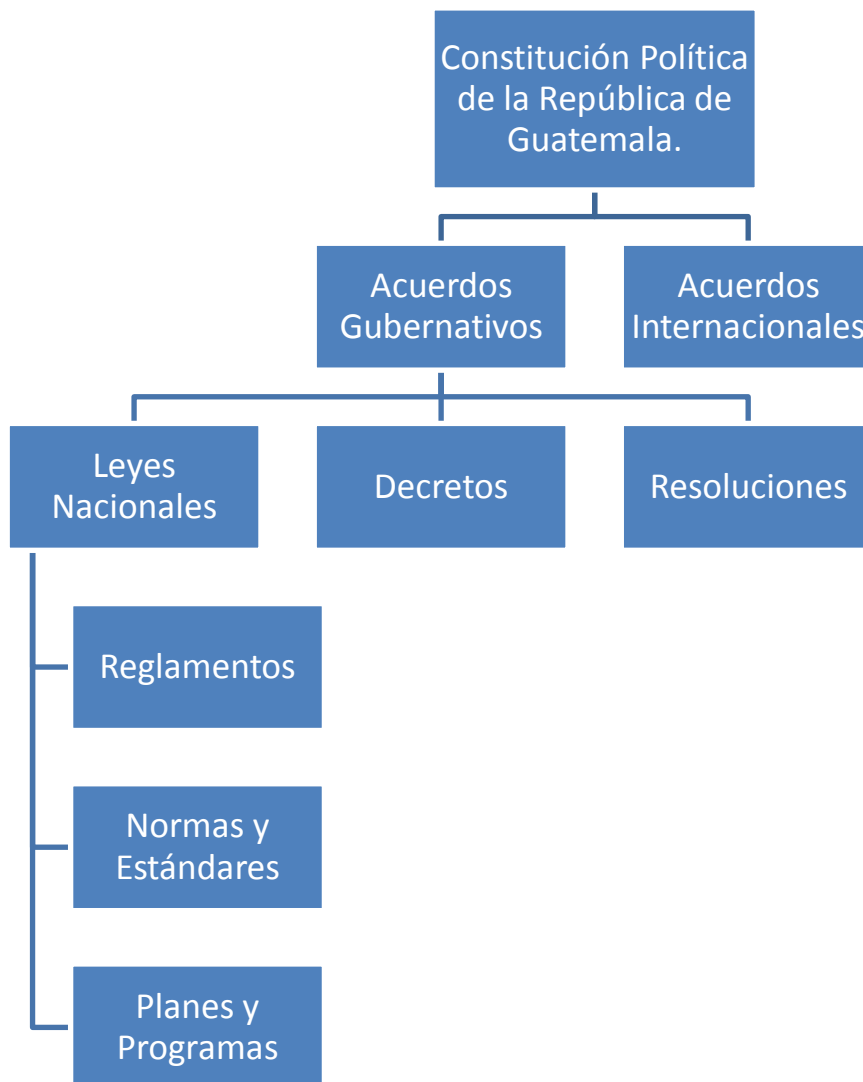 Constitución Política
de la República de
Guatemala.
Acuerdos
Gubernativos
Acuerdos
Internacionales
Leyes
Nacionales
Decretos
Resoluciones
Reglamentos
Normas y
Estándares
Planes y
Programas